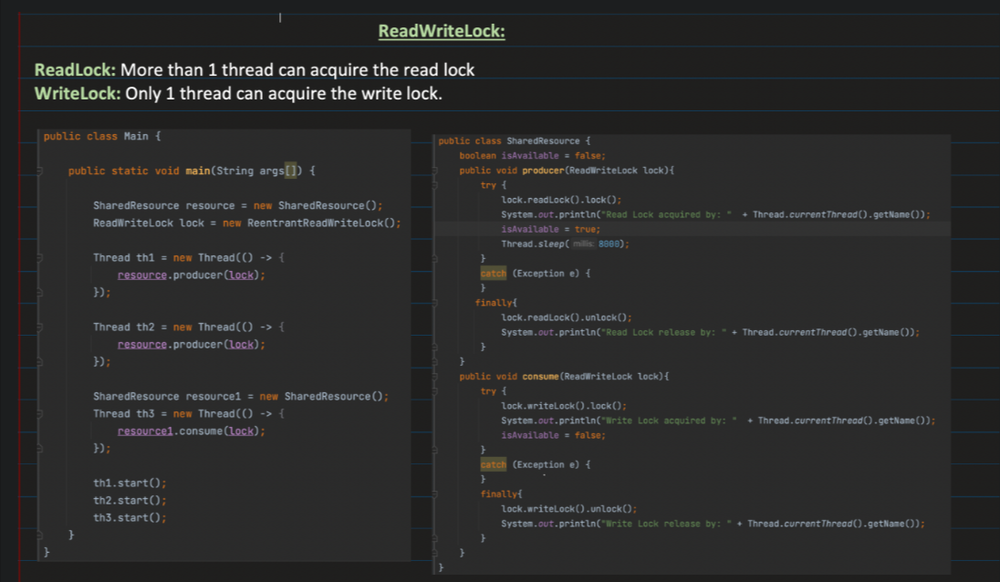 ReadWriteLock:
ReadLock: More than 1 thread can acquire the read lock
WriteLock: Only 1 thread can acquire the write lock.
public class Main {
public static void main(String args[]) {
SharedResource resource = new SharedResource();
ReadWriteLock lock = new ReentrantReadWriteLock();
Thread th1 = new Thread(() -> {
resource.producer(lock);
});
Thread th2 = new Thread(() -> {
resource.producer(lock);
});
SharedResource resource1 = new SharedResource();
Thread th3 = new Thread(() -> {
resource1.consume(lock);
});
th1.start();
th2.start();
th3.start();
}
}
public class SharedResource {
boolean isAvailable = false;
public void producer(ReadWriteLock lock){
try {
lock.readLock().lock();
System.out.println("Read Lock acquired by: " + Thread.currentThread().getName());
isAvailable = true;
Thread.sleep( millis: 8000);
}
catch (Exception e) {
}
finally{
lock.readLock().unlock();
System.out.println("Read Lock release by: " + Thread.currentThread().getName());
}
}
public void consume(ReadWriteLock lock){
try {
lock.writeLock().lock();
System.out.println("Write Lock acquired by: " + Thread.currentThread().getName());
isAvailable = false;
}
catch (Exception e) {
}
finally{
lock.writeLock().unlock();
System.out.println("Write Lock release by: " + Thread.currentThread().getName());
}
}
}